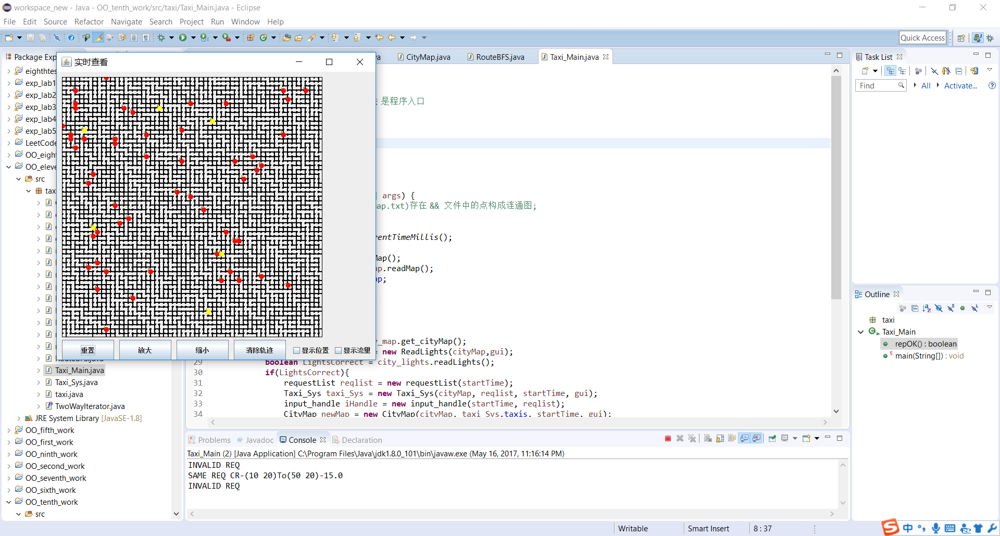 workspace_new - Java - OO_tenth_work/src/taxi/Taxi_Main.java - Eclipse
File Edit Source Refactor Navigate Search Project Run Window Help
Quick Access
Package Exp
eighthtes
exp_lab1
exp_lab2
exp_lab3
exp_lab4
exp_lab5
LeetCode
OO_eight
OO_eleve
src
tax
Taxi_Main.java
Taxi_Sys.java
taxi.java
TwoWayIterator.java
JRE System Library [JavaSE-1.8]
OO_fifth_work
OO_first_work
OO_ninth_work
OO_second_work
OO_seventh_work
OO_sixth_work
OO_tenth_work
src
实时查看
重置 放大 缩小 清除轨迹 显示位置 显示流量
CityMap.java RouteBFS.java Taxi_Main.java
是程序入口
args) {
ap.txt)存在 && 文件中的点构成连通图;
rentTimeMillis();
Map();
ap.readMap();
ap;
y_map.get_cityMap();
= new ReadLights(cityMap,gui);
29 boolean LightsCorrect = city_lights.readLights();
30 if(LightsCorrect){
31 requestList reqlist = new requestList(startTime);
32 Taxi_Sys taxi_Sys = new Taxi_Sys(cityMap, reqlist, startTime, gui);
33 input_handle iHandle = new input_handle(startTime, reqlist);
34 CityMap newMap = new CityMap(cityMap, taxi_Sys.taxis, startTime, gui);
Problems Javadoc Console Declaration
Taxi_Main (2) [Java Application] C:\Program Files\Java\jdk1.8.0_101\bin\javaw.exe (May 16, 2017, 11:16:14 PM)
INVALID REQ
SAME REQ CR-(10 20)To(50 20)-15.0
INVALID REQ
Task List
Find All Activate...
Outline
taxi
Taxi_Main
repOK() : boolean
main(String[]) : void
Writable Smart Insert 8 : 37
中